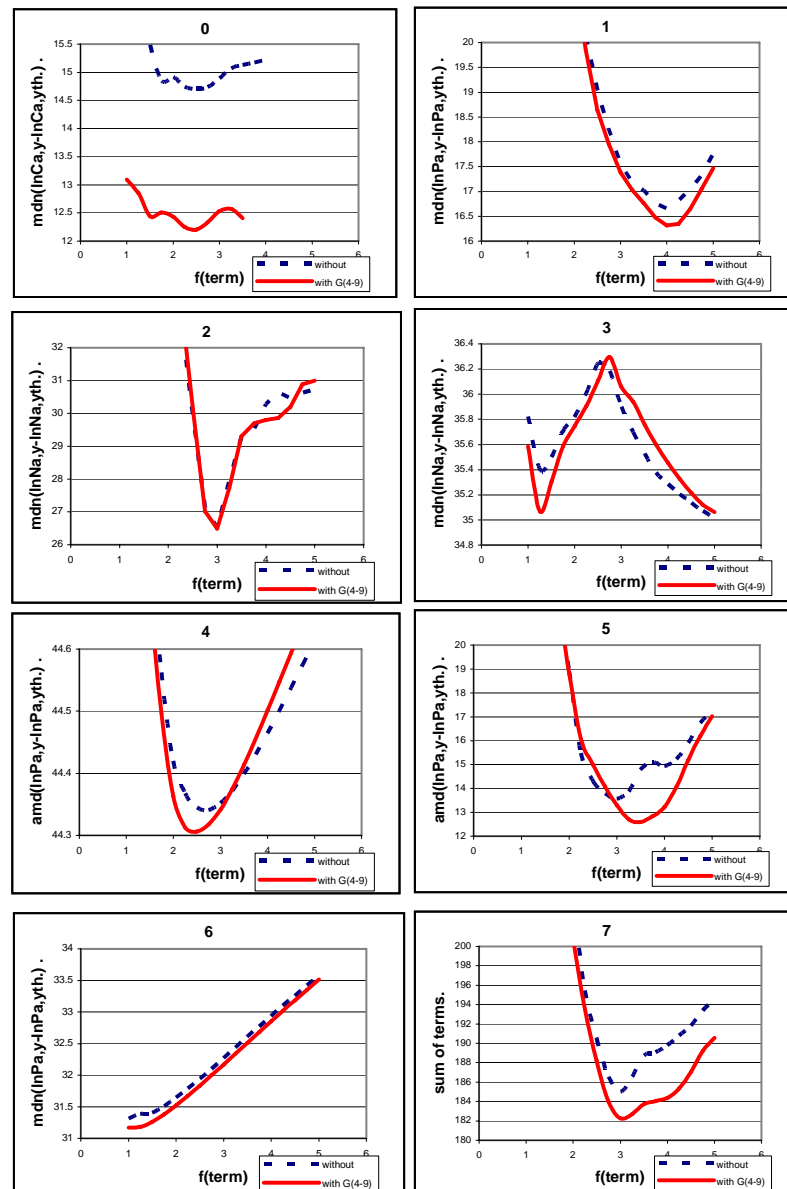 0
mdn(lnCa,y-lnCa,yth.) .
15.5
15
14.5
14
13.5
13
12.5
12
0 1 2 3 4 5 6
f(term)
without
with G(4-9)
1
mdn(lnPa,y-lnPa,yth.) .
20
19.5
19
18.5
18
17.5
17
16.5
16
0 1 2 3 4 5 6
f(term)
without
with G(4-9)
2
mdn(lnNa,y-lnNa,yth.) .
32
31
30
29
28
27
26
0 1 2 3 4 5 6
f(term)
without
with G(4-9)
3
mdn(lnNa,y-lnNa,yth.) .
36.4
36.2
36
35.8
35.6
35.4
35.2
35
34.8
0 1 2 3 4 5 6
f(term)
without
with G(4-9)
4
amd(lnPa,y-lnPa,yth.) .
44.6
44.5
44.4
44.3
0 1 2 3 4 5 6
f(term)
without
with G(4-9)
5
amd(lnPa,y-lnPa,yth.) .
20
19
18
17
16
15
14
13
12
0 1 2 3 4 5 6
f(term)
without
with G(4-9)
6
mdn(lnPa,y-lnPa,yth.) .
34
33.5
33
32.5
32
31.5
31
0 1 2 3 4 5 6
f(term)
without
with G(4-9)
7
sum of terms.
200
198
196
194
192
190
188
186
184
182
180
0 1 2 3 4 5 6
f(term)
without
with G(4-9)